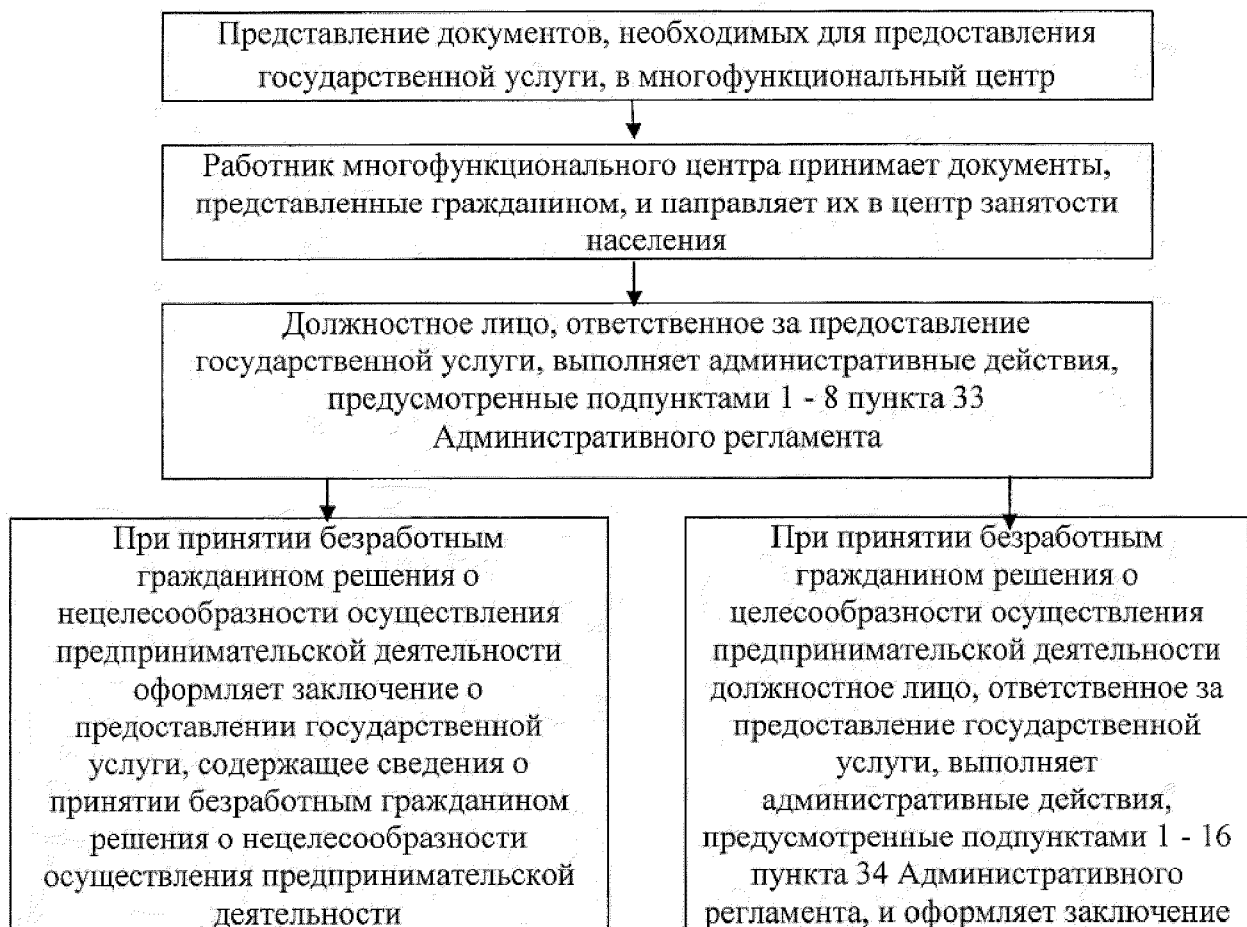 Представление документов, необходимых для предоставления
государственной услуги, в многофункциональный центр
Работник многофункционального центра принимает документы,
представленные гражданином, и направляет их в центр занятости
населения
Должностное лицо, ответственное за предоставление
государственной услуги, выполняет административные действия,
предусмотренные подпунктами 1 - 8 пункта 33
Административного регламента
При принятии безработным
гражданином решения о
нецелесообразности осуществления
предпринимательской деятельности
оформляет заключение о
предоставлении государственной
услуги, содержащее сведения о
принятии безработным гражданином
решения о нецелесообразности
осуществления предпринимательской
деятельности
При принятии безработным
гражданином решения о
целесообразности осуществления
предпринимательской деятельности
должностное лицо, ответственное за
предоставление государственной
услуги, выполняет
административные действия,
предусмотренные подпунктами 1 - 16
пункта 34 Административного
регламента, и оформляет заключение